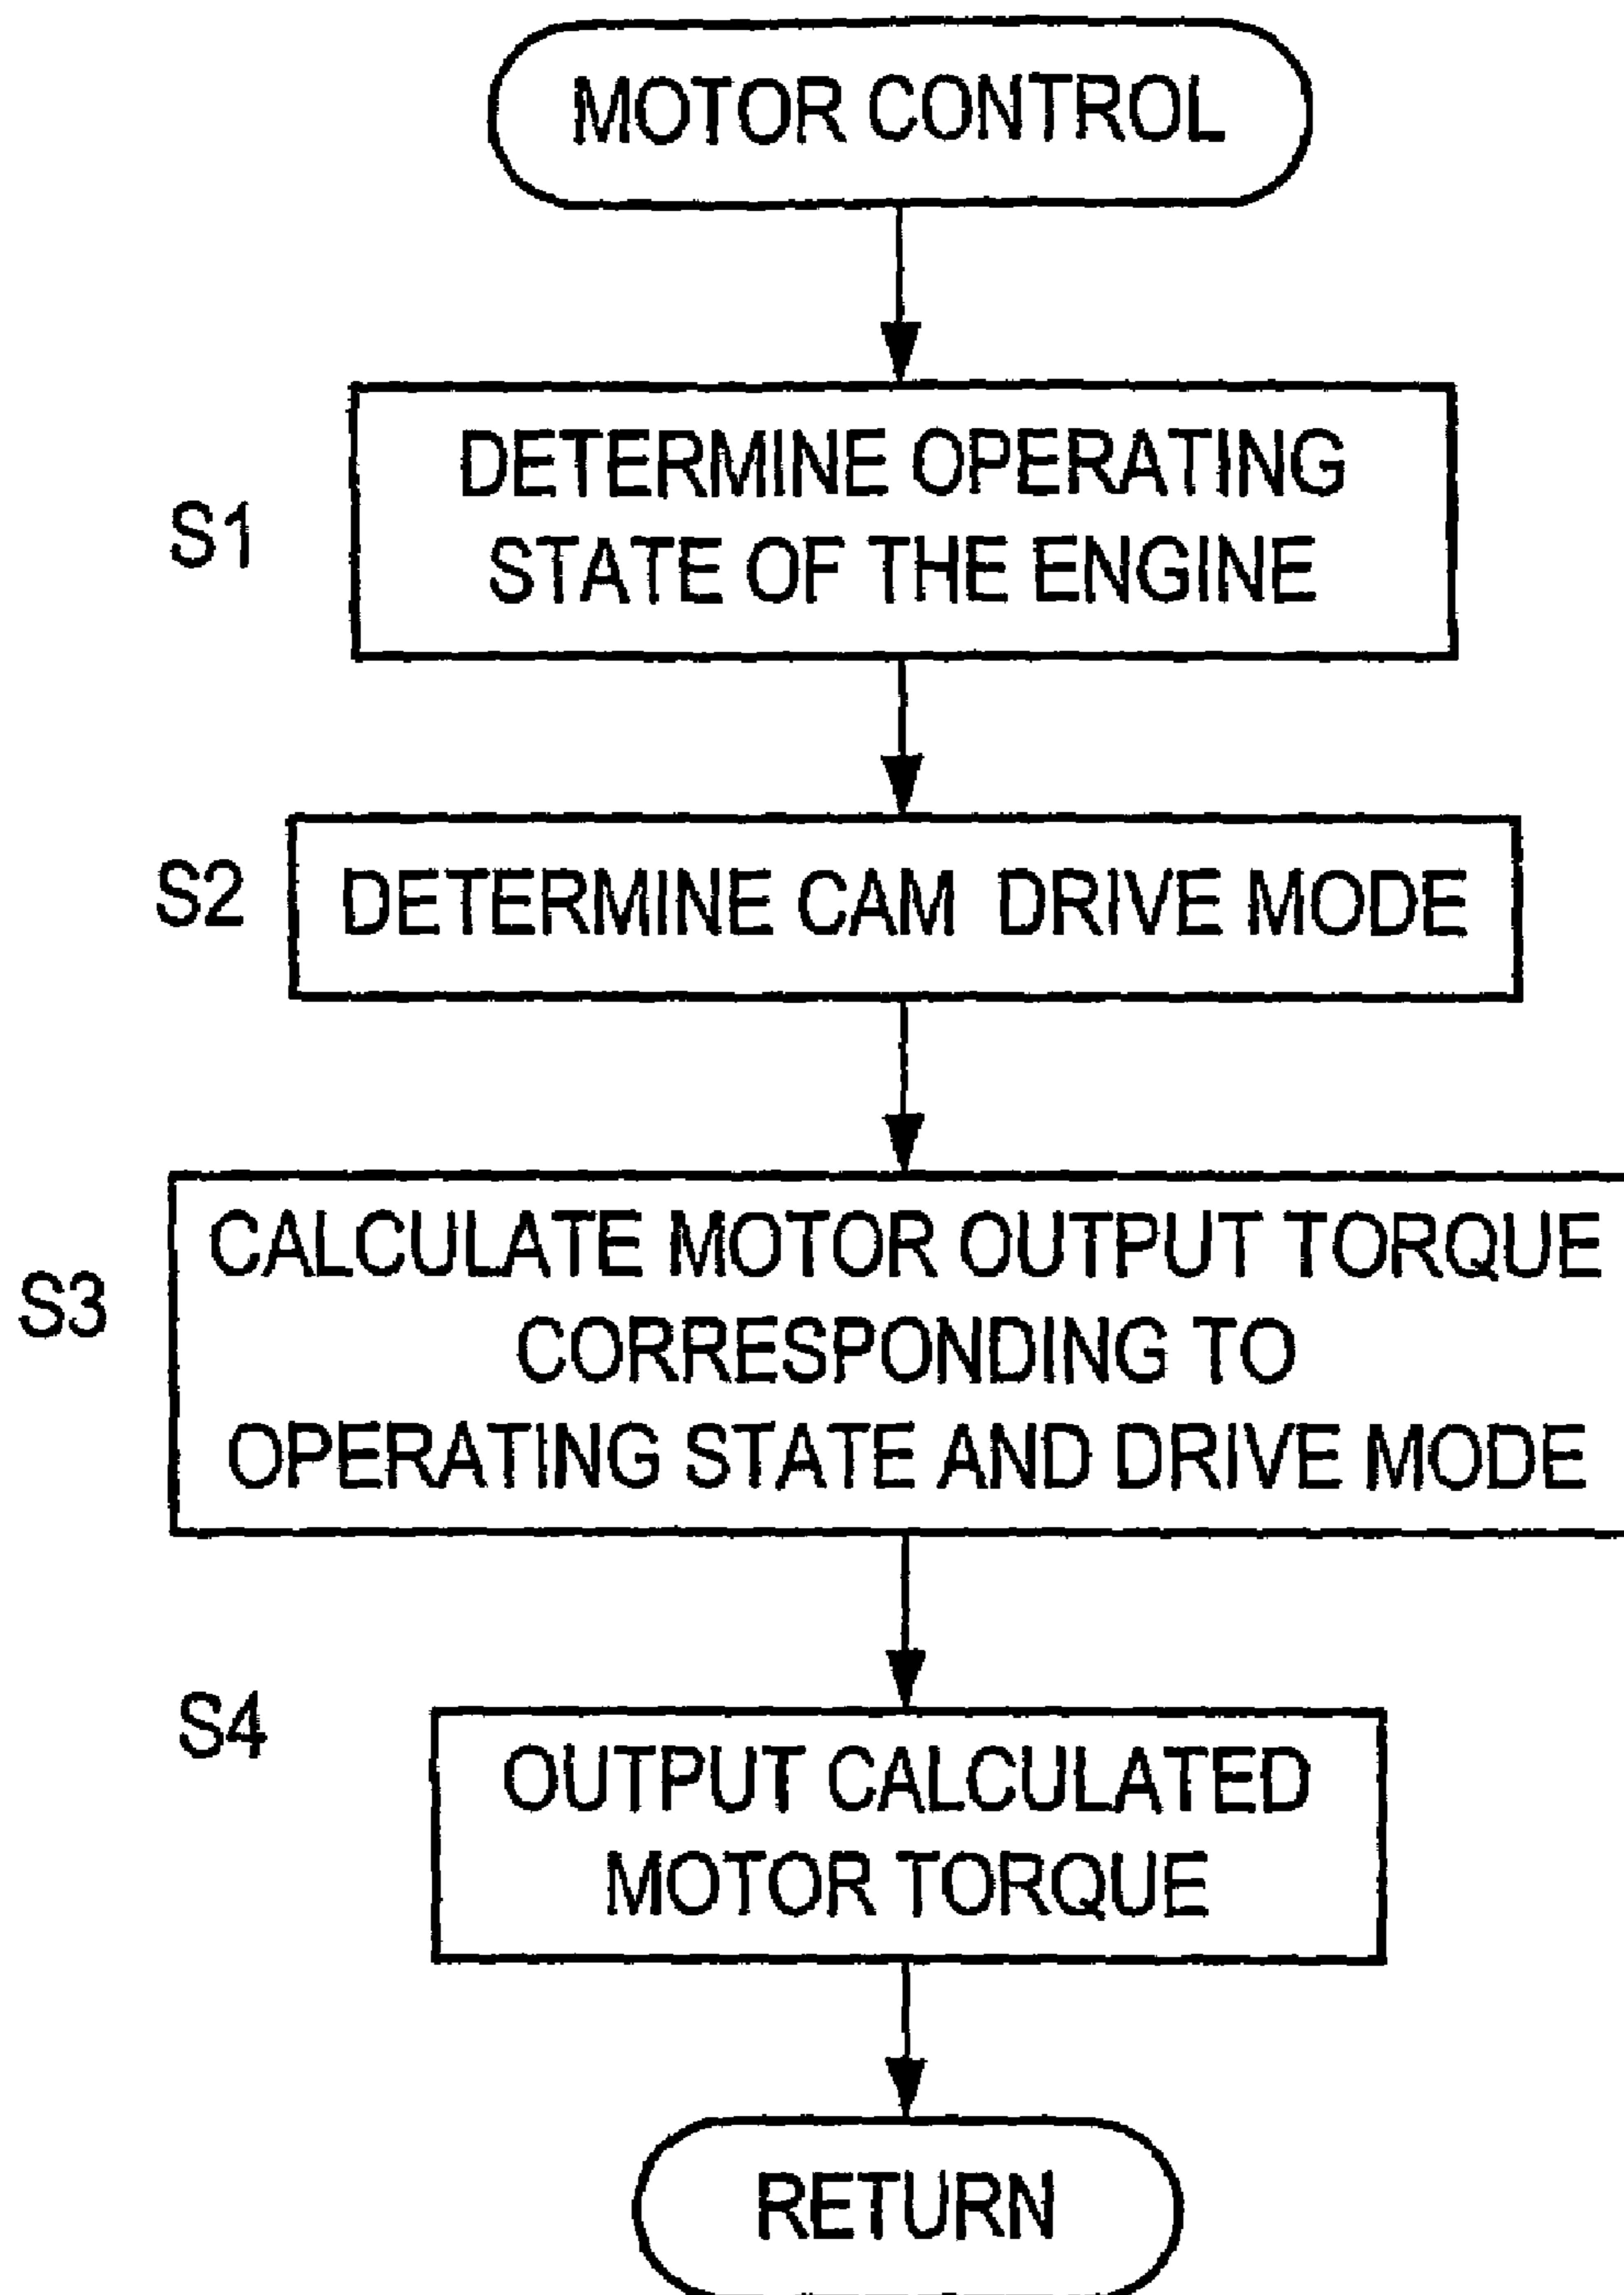 MOTOR CONTROL
S1
DETERMINE OPERATING
STATE OF THE ENGINE
S2
DETERMINE CAM DRIVE MODE
S3
CALCULATE MOTOR OUTPUT TORQUE
CORRESPONDING TO
OPERATING STATE AND DRIVE MODE
S4
OUTPUT CALCULATED
MOTOR TORQUE
RETURN